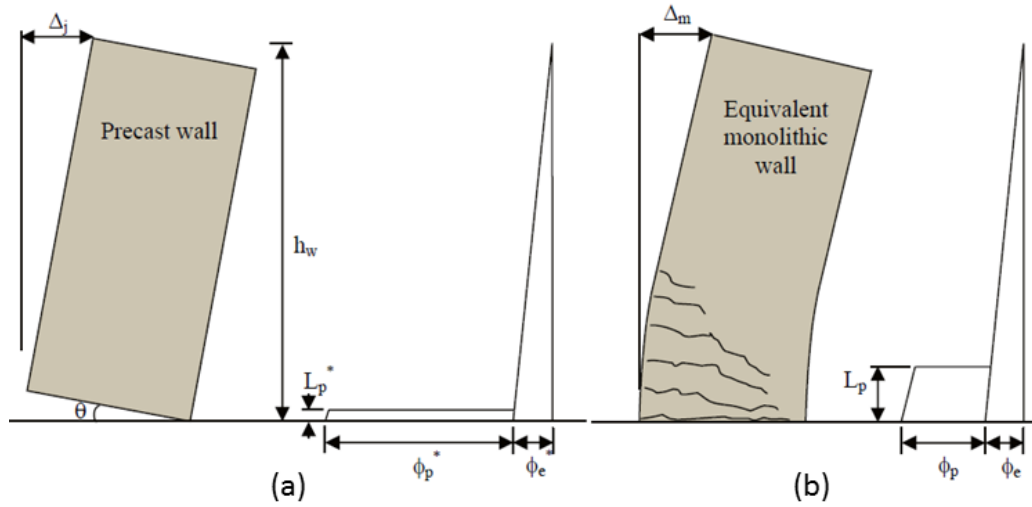 Δj
Precast wall
hw
Lp*
θ
ϕp*
ϕe*
(a)
Δm
Equivalent
monolithic
wall
Lp
ϕp
ϕe
(b)